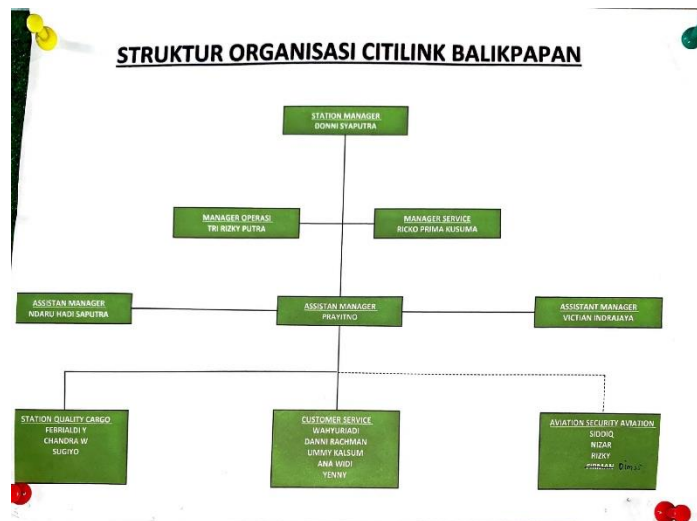 STRUKTUR ORGANISASI CITILINK BALIKPAPAN
STATION MANAGER
DONNI SYAPUTRA
MANAGER OPERASI
TRI RIZKY PUTRA
MANAGER SERVICE
RICKO PRIMA KUSUMA
ASSISTAN MANAGER
NDARU HADI SAPUTRA
ASSISTAN MANAGER
PRAYITNO
ASSISTANT MANAGER
VICTIAN INDRAJAYA
STATION QUALITY CARGO
FEBRIALDI Y
CHANDRA W
SUGIYO
CUSTOMER SERVICE
WAHYURIADI
DANNI RACHMAN
UMMY KALSUM
ANA WIDI
YENNY
AVIATION SECURITY AVIATION
SIDDIQ
NIZAR
RIZKY